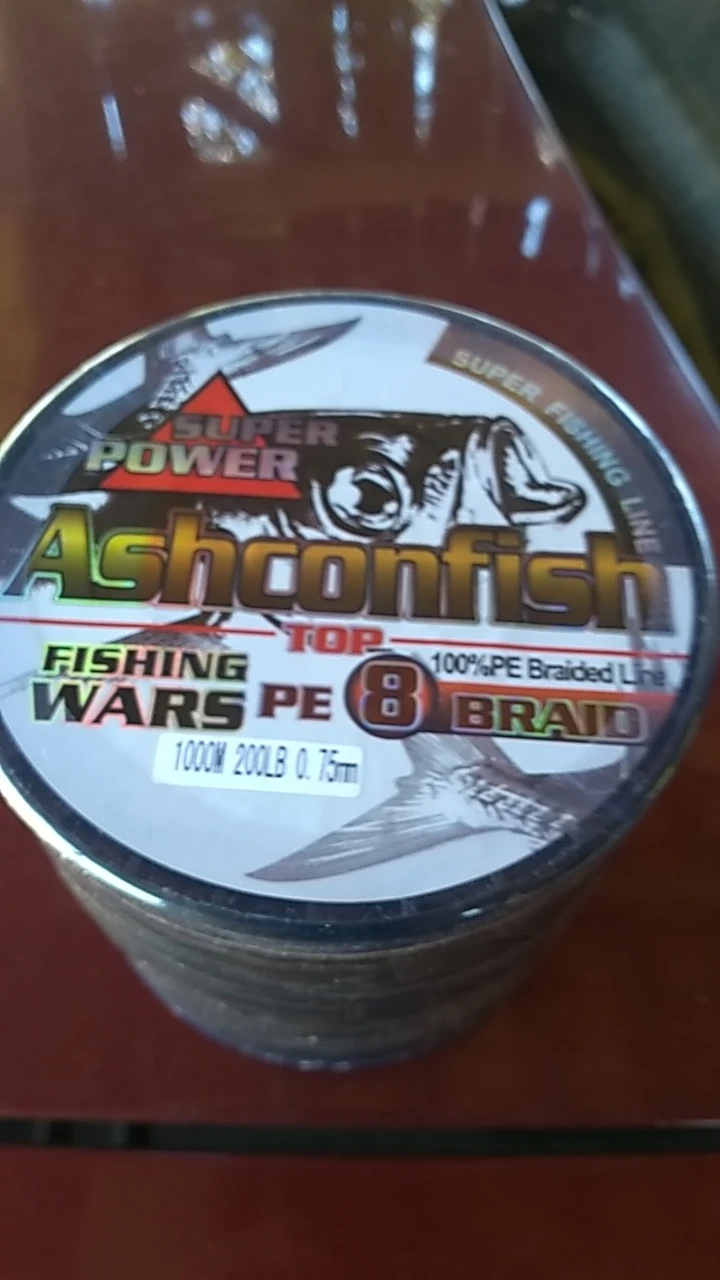 SUPER FISHING LINE
SUPER
POWER
Ashconfish
TOP
100%PE Braided Line
FISHING
WARS
PE 8 BRAID
1000M 200LB 0.75mm